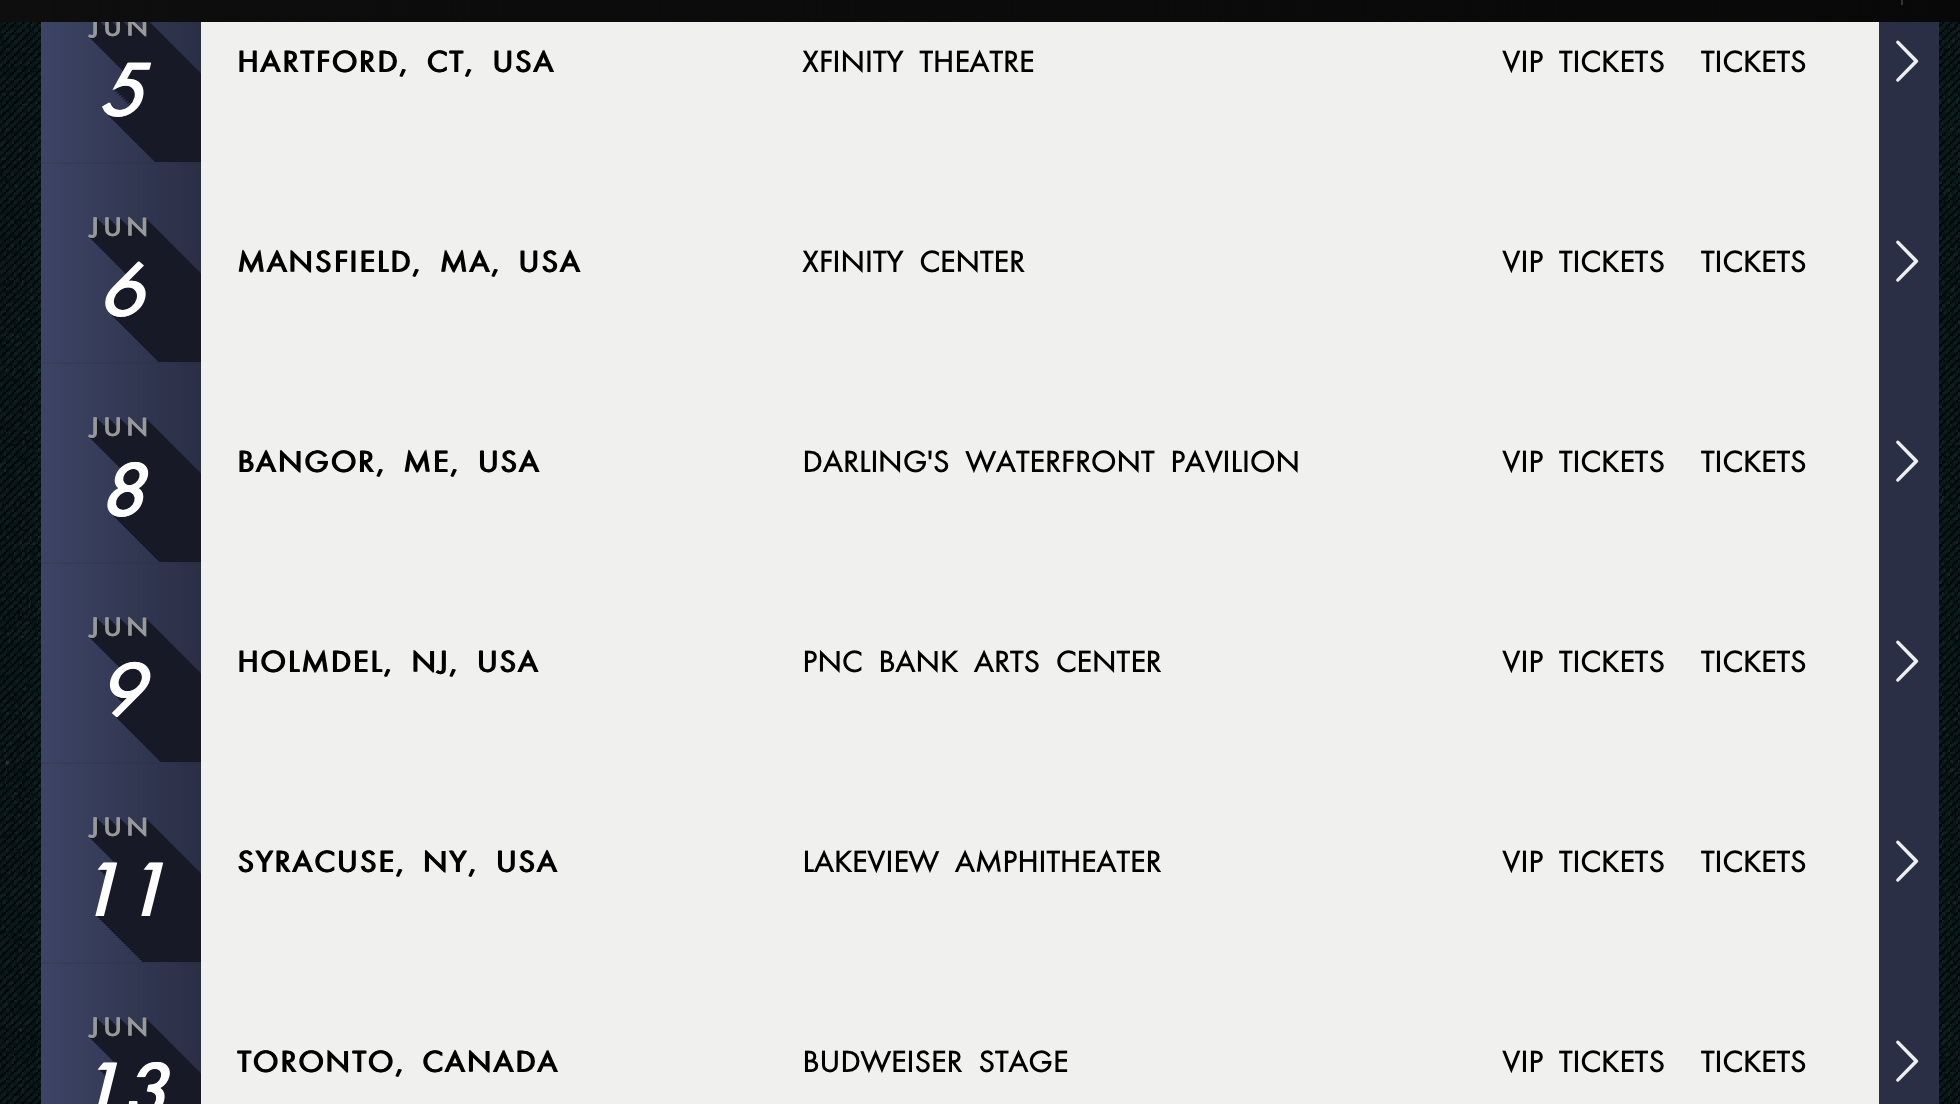 JUN
5
HARTFORD, CT, USA
XFINITY THEATRE
VIP TICKETS TICKETS
JUN
6
MANSFIELD, MA, USA
XFINITY CENTER
VIP TICKETS TICKETS
JUN
8
BANGOR, ME, USA
DARLING'S WATERFRONT PAVILION
VIP TICKETS TICKETS
JUN
9
HOLMDEL, NJ, USA
PNC BANK ARTS CENTER
VIP TICKETS TICKETS
JUN
11
SYRACUSE, NY, USA
LAKEVIEW AMPHITHEATER
VIP TICKETS TICKETS
JUN
13
TORONTO, CANADA
BUDWEISER STAGE
VIP TICKETS TICKETS